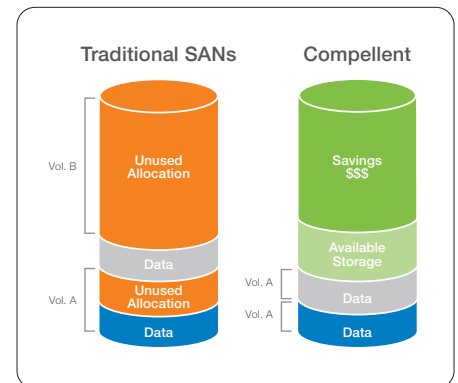 Traditional SANs
Compellent
Vol. B
Unused
Allocation
Data
Vol. A
Unused
Allocation
Data
Savings
$$$
Available
Storage
Vol. A
Data
Vol. A
Data